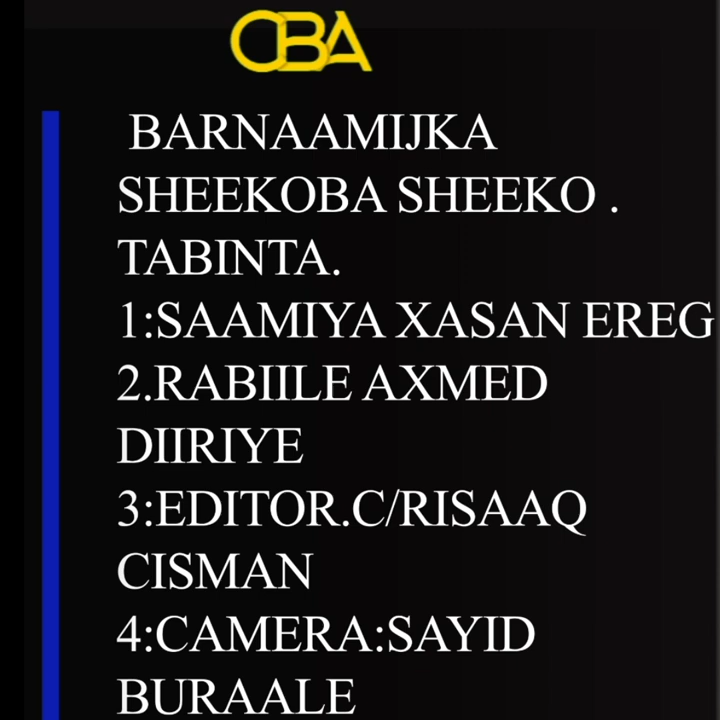 CBA
BARNAAMIJKA
SHEEKOBA SHEEKO .
TABINTA.
1:SAAMIYA XASAN EREG
2.RABIILE AXMED
DIIRIYE
3:EDITOR.C/RISAAQ
CISMAN
4:CAMERA:SAYID
BURAALE